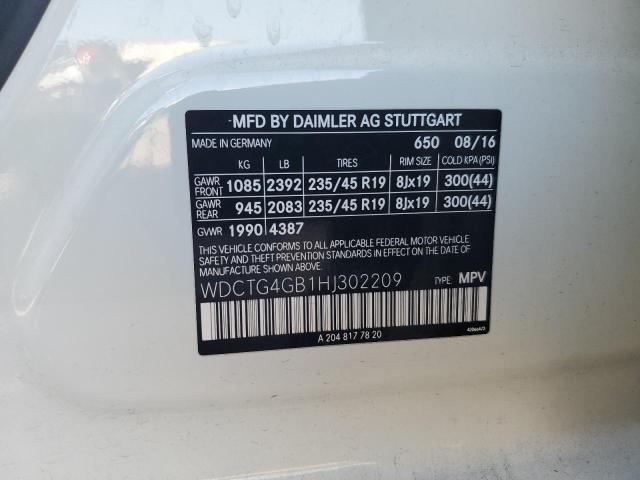 MFD BY DAIMLER AG STUTTGART
MADE IN GERMANY 650 08/16
KG LB TIRES RIM SIZE COLD KPA (PSI)
GAWR FRONT 1085 2392 235/45 R19 8Jx19 300(44)
GAWR REAR 945 2083 235/45 R19 8Jx19 300(44)
GVWR 1990 4387
THIS VEHICLE CONFORMS TO ALL APPLICABLE FEDERAL MOTOR VEHICLE
SAFETY AND THEFT PREVENTION STANDARDS IN EFFECT ON THE DATE OF
MANUFACTURE SHOWN ABOVE.
WDCTG4GB1HJ302209 TYPE: MPV
A 204 817 78 20